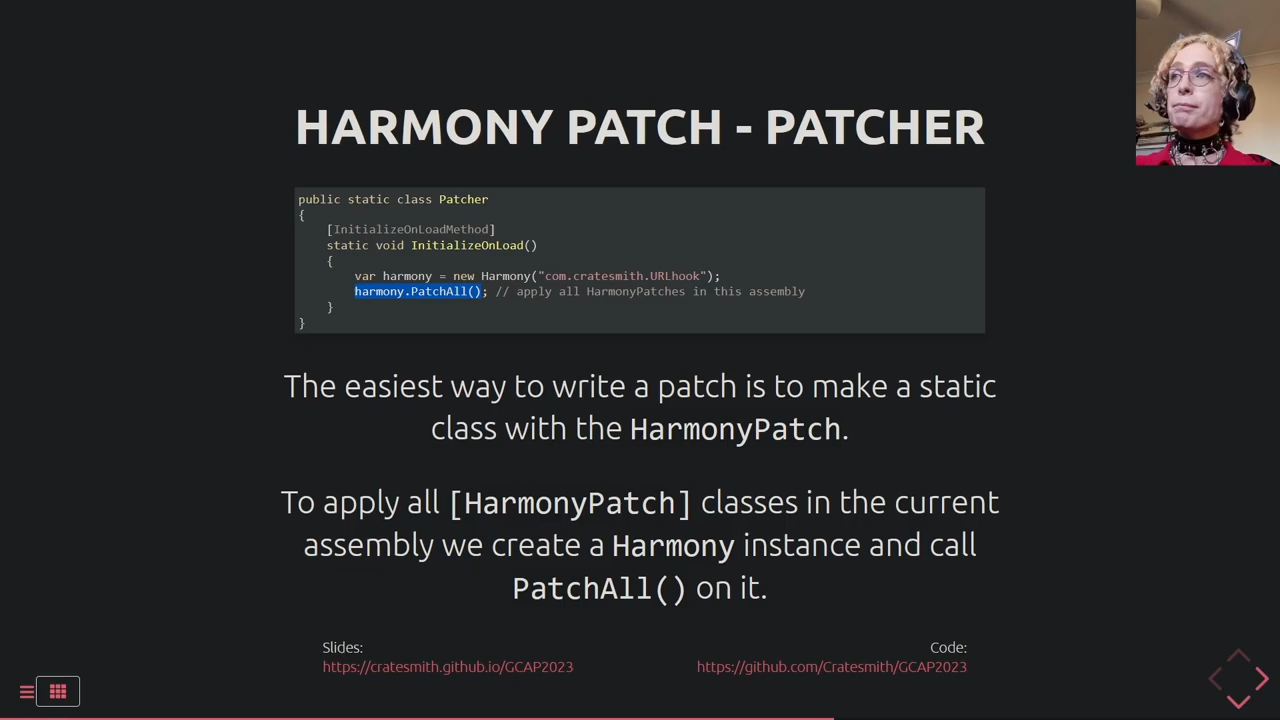 HARMONY PATCH - PATCHER
public static class Patcher
{
    [InitializeOnLoadMethod]
    static void InitializeOnLoad()
    {
        var harmony = new Harmony("com.cratesmith.URLhook");
        harmony.PatchAll(); // apply all HarmonyPatches in this assembly
    }
}
The easiest way to write a patch is to make a static
class with the HarmonyPatch.
To apply all [HarmonyPatch] classes in the current
assembly we create a Harmony instance and call
PatchAll() on it.
Slides:
https://cratesmith.github.io/GCAP2023
Code:
https://github.com/Cratesmith/GCAP2023